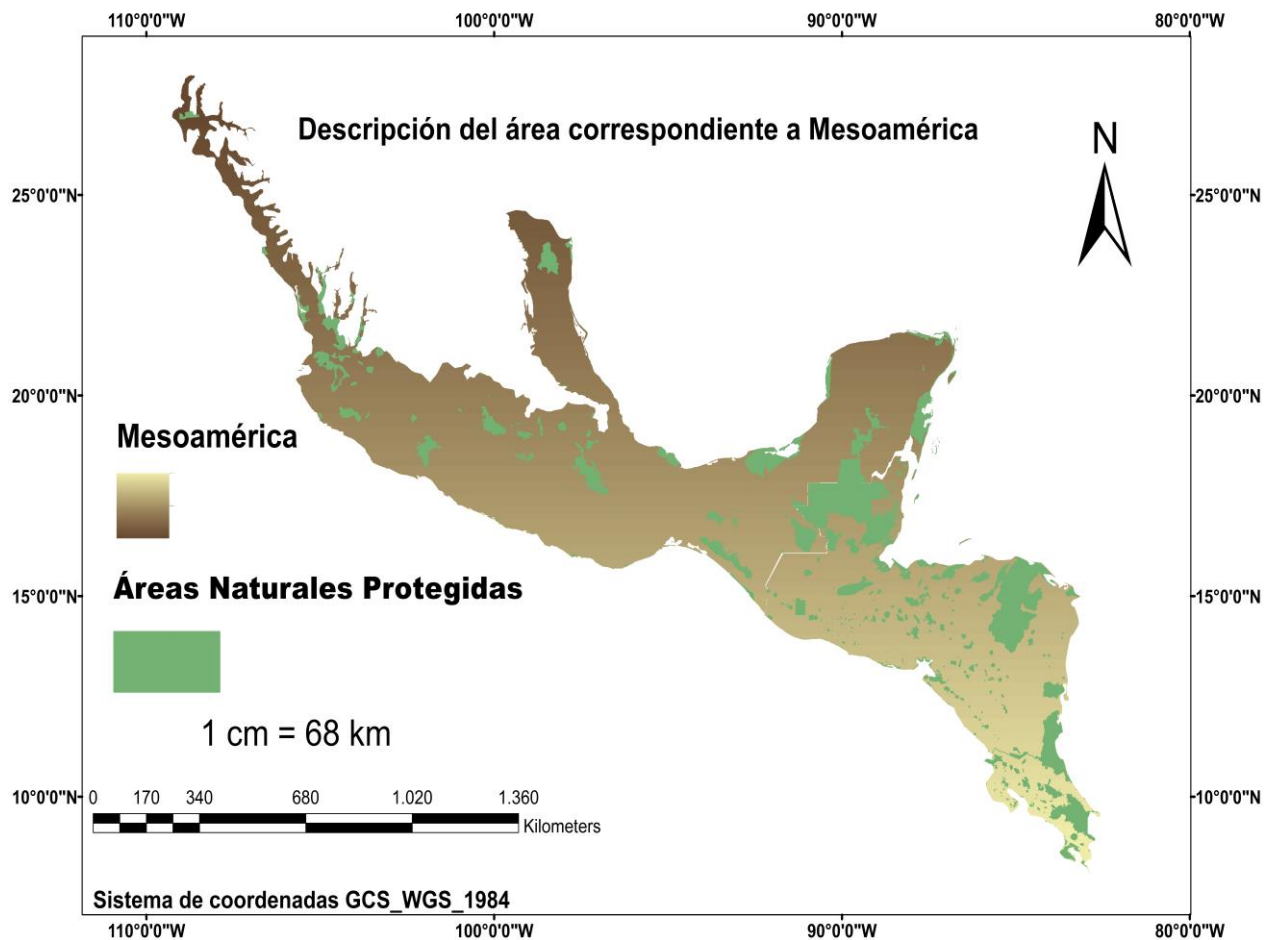 110°0'0"W 100°0'0"W 90°0'0"W 80°0'0"W
Descripción del área correspondiente a Mesoamérica
N
25°0'0"N 25°0'0"N
20°0'0"N 20°0'0"N
Mesoamérica
Áreas Naturales Protegidas
15°0'0"N 15°0'0"N
1 cm = 68 km
10°0'0"N 10°0'0"N
0 170 340 680 1.020 1.360
Kilometers
Sistema de coordenadas GCS_WGS_1984
110°0'0"W 100°0'0"W 90°0'0"W 80°0'0"W